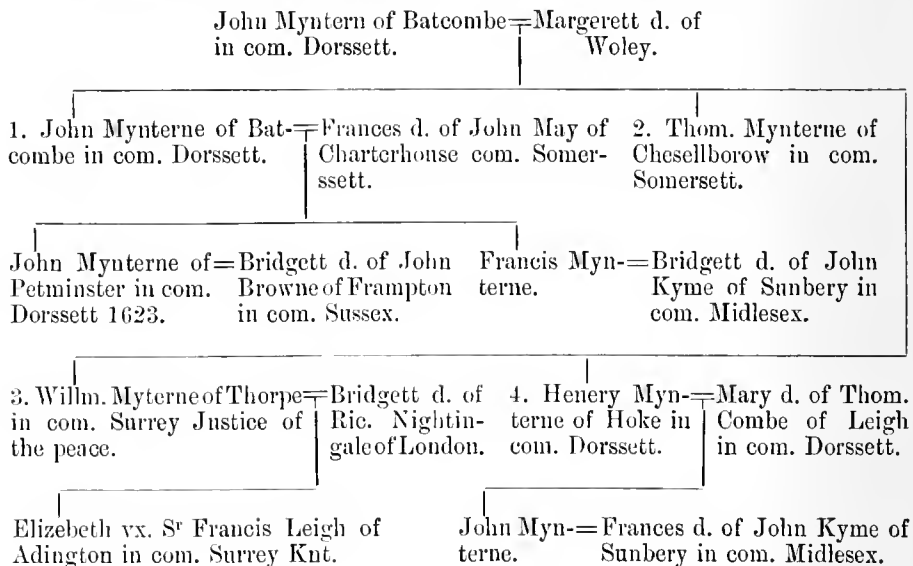 John Myntern of Batcombe=Margerett d. of
in com. Dorssett. Woley.
1. John Mynterne of Bat-=Frances d. of John May of 2. Thom. Mynterne of
combe in com. Dorssett. Charterhouse com. Somer- Chesellborow in com.
ssett. Somersett.
John Mynterne of=Bridgett d. of John Francis Myn-=Bridgett d. of John
Petminster in com. Browne of Frampton terne. Kyme of Sunbery in
Dorssett 1623. in com. Sussex. com. Midlesex.
3. Willm. Myterne of Thorpe=Bridgett d. of 4. Henery Myn-=Mary d. of Thom.
in com. Surrey Justice of Ric. Nightin- terne of Hoke in Combe of Leigh
the peace. gale of London. com. Dorssett. in com. Dorssett.
Elizebeth vx. Sr Francis Leigh of John Myn-=Frances d. of John Kyme of
Adington in com. Surrey Knt. terne. Sunbery in com. Midlesex.